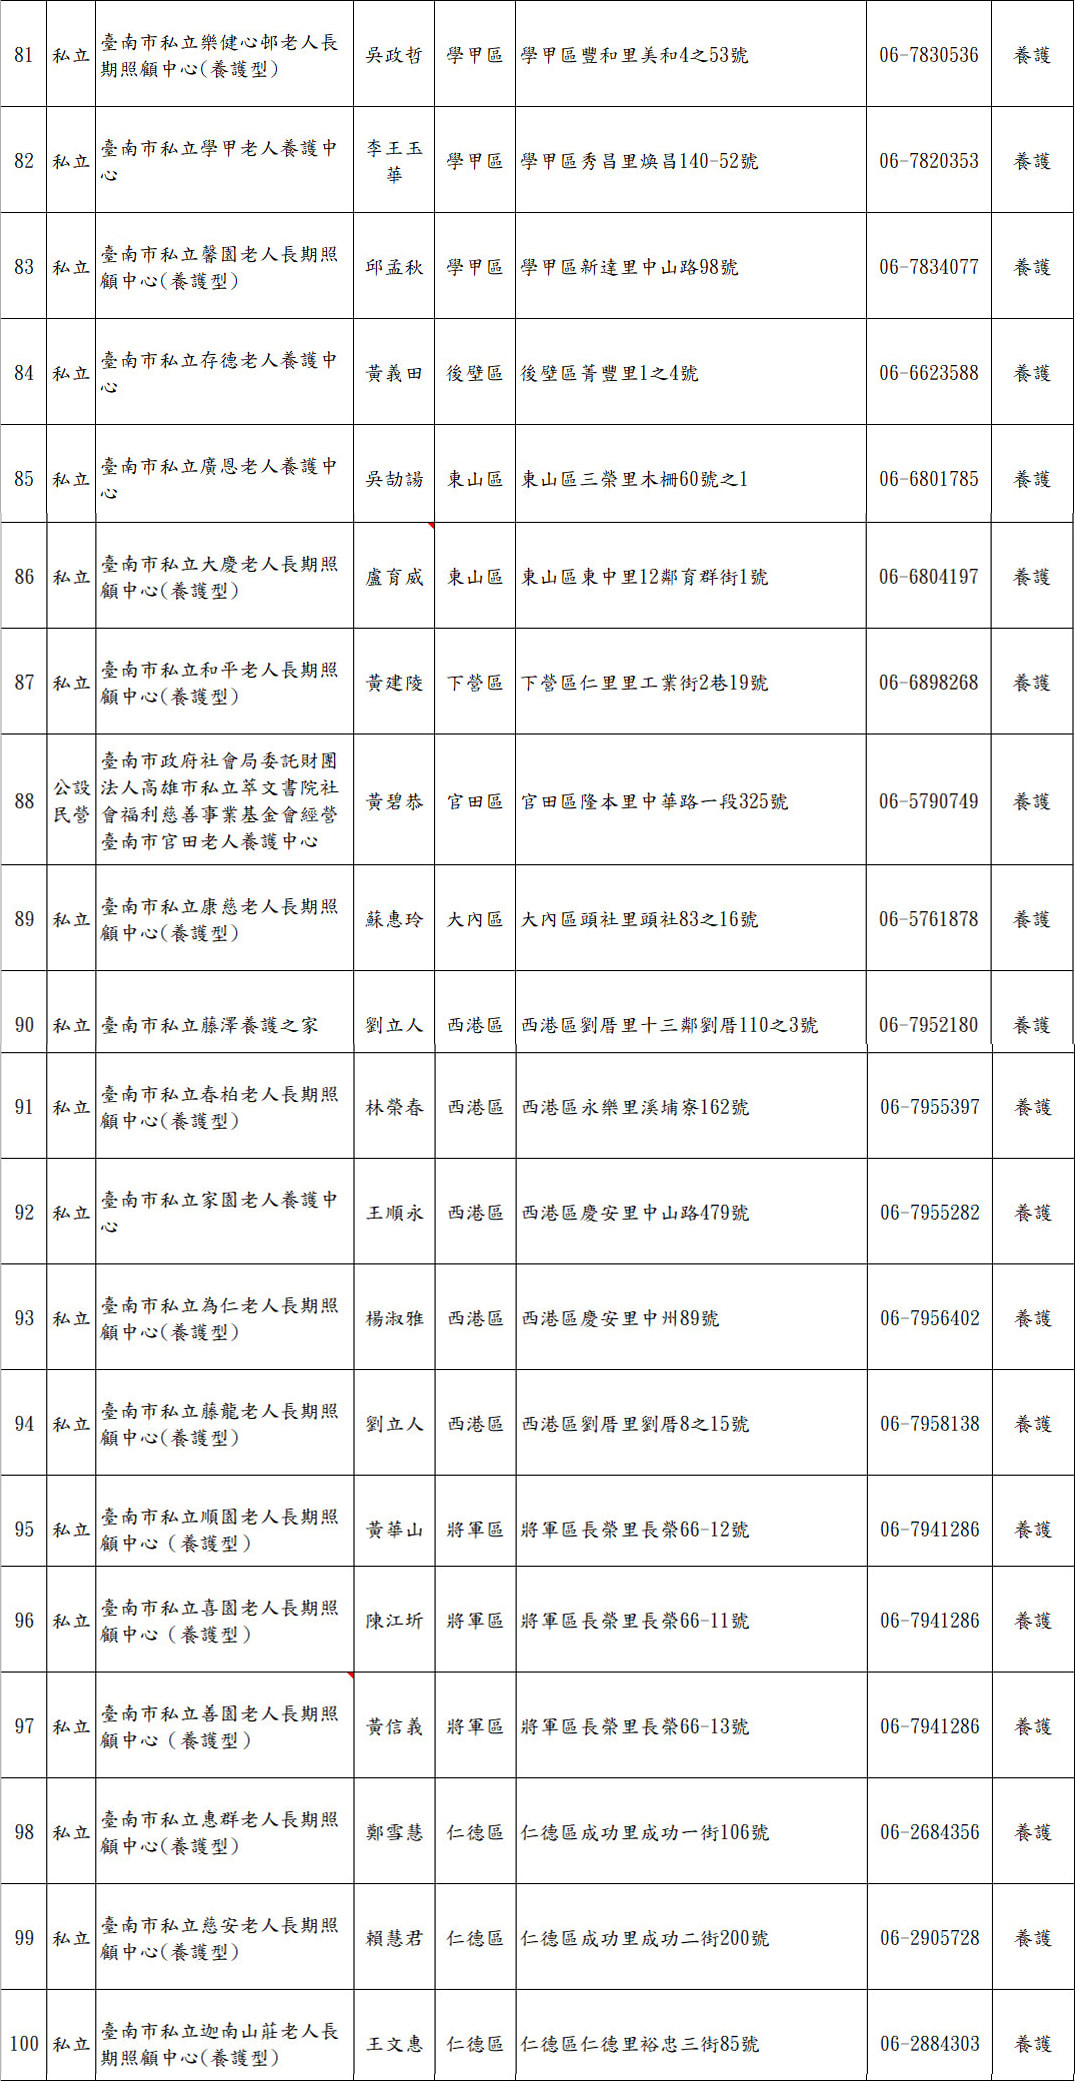 81 私立 臺南市私立樂健心邨老人長期照顧中心(養護型) 吳政哲 學甲區 學甲區豐和里美和4之53號 06-7830536 養護
82 私立 臺南市私立學甲老人養護中心 李王玉華 學甲區 學甲區秀昌里煥昌140-52號 06-7820353 養護
83 私立 臺南市私立馨園老人長期照顧中心(養護型) 邱孟秋 學甲區 學甲區新達里中山路98號 06-7834077 養護
84 私立 臺南市私立存德老人養護中心 黃義田 後壁區 後壁區菁豐里1之4號 06-6623588 養護
85 私立 臺南市私立廣恩老人養護中心 吳劼諹 東山區 東山區三榮里木柵60號之1 06-6801785 養護
86 私立 臺南市私立大慶老人長期照顧中心(養護型) 盧育威 東山區 東山區東中里12鄰育群街1號 06-6804197 養護
87 私立 臺南市私立和平老人長期照顧中心(養護型) 黃建陵 下營區 下營區仁里里工業街2巷19號 06-6898268 養護
88 公設民營 臺南市政府社會局委託財團法人高雄市私立萃文書院社會福利慈善事業基金會經營臺南市官田老人養護中心 黃碧恭 官田區 官田區隆本里中華路一段325號 06-5790749 養護
89 私立 臺南市私立康慈老人長期照顧中心(養護型) 蘇惠玲 大內區 大內區頭社里頭社83之16號 06-5761878 養護
90 私立 臺南市私立藤澤養護之家 劉立人 西港區 西港區劉厝里十三鄰劉厝110之3號 06-7952180 養護
91 私立 臺南市私立春柏老人長期照顧中心(養護型) 林榮春 西港區 西港區永樂里溪埔寮162號 06-7955397 養護
92 私立 臺南市私立家園老人養護中心 王順永 西港區 西港區慶安里中山路479號 06-7955282 養護
93 私立 臺南市私立為仁老人長期照顧中心(養護型) 楊淑雅 西港區 西港區慶安里中州89號 06-7956402 養護
94 私立 臺南市私立藤龍老人長期照顧中心(養護型) 劉立人 西港區 西港區劉厝里劉厝8之15號 06-7958138 養護
95 私立 臺南市私立順園老人長期照顧中心（養護型） 黃華山 將軍區 將軍區長榮里長榮66-12號 06-7941286 養護
96 私立 臺南市私立喜園老人長期照顧中心（養護型） 陳江圻 將軍區 將軍區長榮里長榮66-11號 06-7941286 養護
97 私立 臺南市私立善園老人長期照顧中心（養護型） 黃信義 將軍區 將軍區長榮里長榮66-13號 06-7941286 養護
98 私立 臺南市私立惠群老人長期照顧中心(養護型) 鄭雪慧 仁德區 仁德區成功里成功一街106號 06-2684356 養護
99 私立 臺南市私立慈安老人長期照顧中心(養護型) 賴慧君 仁德區 仁德區成功里成功二街200號 06-2905728 養護
100 私立 臺南市私立迦南山莊老人長期照顧中心(養護型) 王文惠 仁德區 仁德區仁德里裕忠三街85號 06-2884303 養護